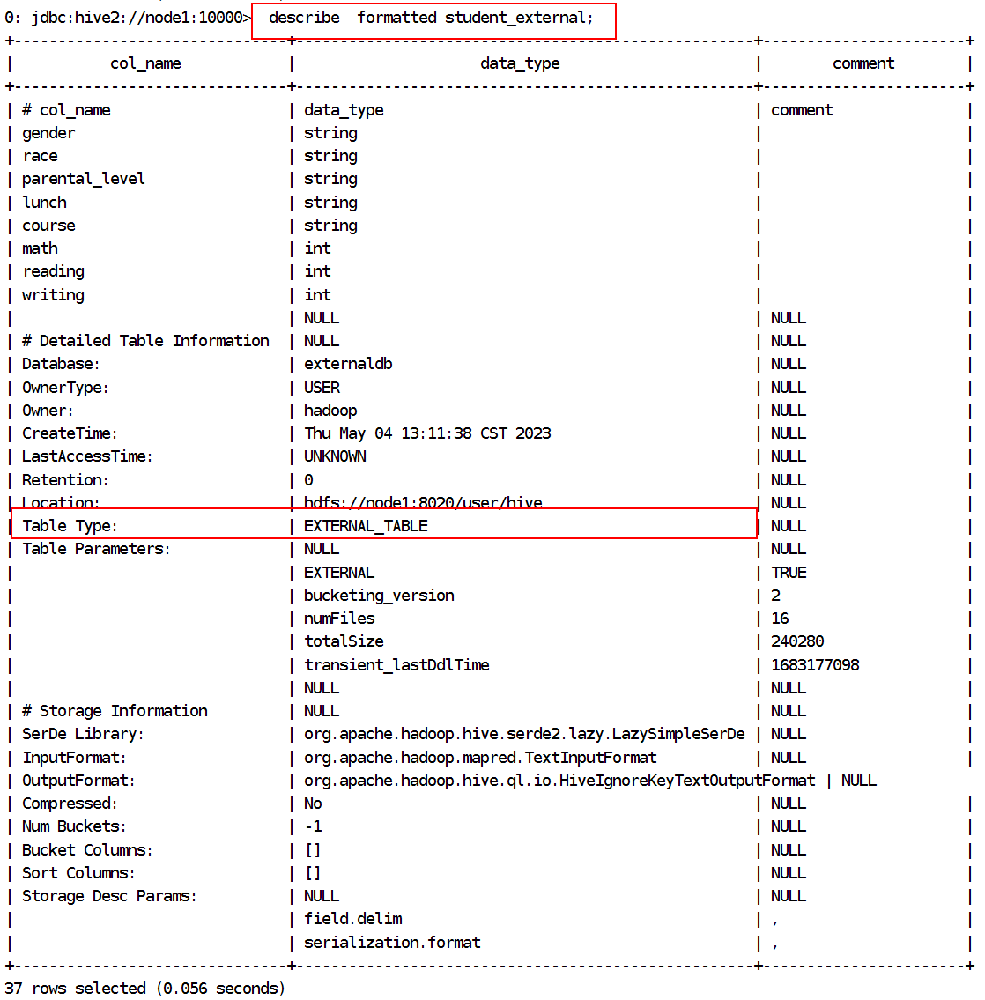 0: jdbc:hive2://node1:10000> describe  formatted student_external;
+-------------------------------+----------------------------------------------------+-----------------------+
|           col_name            |                     data_type                      |        comment        |
+-------------------------------+----------------------------------------------------+-----------------------+
| # col_name                    | data_type                                          | comment               |
| gender                        | string                                             |                       |
| race                          | string                                             |                       |
| parental_level                | string                                             |                       |
| lunch                         | string                                             |                       |
| course                        | string                                             |                       |
| math                          | int                                                |                       |
| reading                       | int                                                |                       |
| writing                       | int                                                |                       |
|                               | NULL                                               | NULL                  |
| # Detailed Table Information  | NULL                                               | NULL                  |
| Database:                     | externaldb                                         | NULL                  |
| OwnerType:                    | USER                                               | NULL                  |
| Owner:                        | hadoop                                             | NULL                  |
| CreateTime:                   | Thu May 04 13:11:38 CST 2023                       | NULL                  |
| LastAccessTime:               | UNKNOWN                                            | NULL                  |
| Retention:                    | 0                                                  | NULL                  |
| Location:                     | hdfs://node1:8020/user/hive                        | NULL                  |
| Table Type:                   | EXTERNAL_TABLE                                     | NULL                  |
| Table Parameters:             | NULL                                               | NULL                  |
|                               | EXTERNAL                                           | TRUE                  |
|                               | bucketing_version                                  | 2                     |
|                               | numFiles                                           | 16                    |
|                               | totalSize                                          | 240280                |
|                               | transient_lastDdlTime                              | 1683177098            |
|                               | NULL                                               | NULL                  |
| # Storage Information         | NULL                                               | NULL                  |
| SerDe Library:                | org.apache.hadoop.hive.serde2.lazy.LazySimpleSerDe | NULL                  |
| InputFormat:                  | org.apache.hadoop.mapred.TextInputFormat           | NULL                  |
| OutputFormat:                 | org.apache.hadoop.hive.ql.io.HiveIgnoreKeyTextOutputFormat | NULL
| Compressed:                   | No                                                 | NULL                  |
| Num Buckets:                  | -1                                                 | NULL                  |
| Bucket Columns:               | []                                                 | NULL                  |
| Sort Columns:                 | []                                                 | NULL                  |
| Storage Desc Params:          | NULL                                               | NULL                  |
|                               | field.delim                                        | ,                     |
|                               | serialization.format                               | ,                     |
+-------------------------------+----------------------------------------------------+-----------------------+
37 rows selected (0.056 seconds)